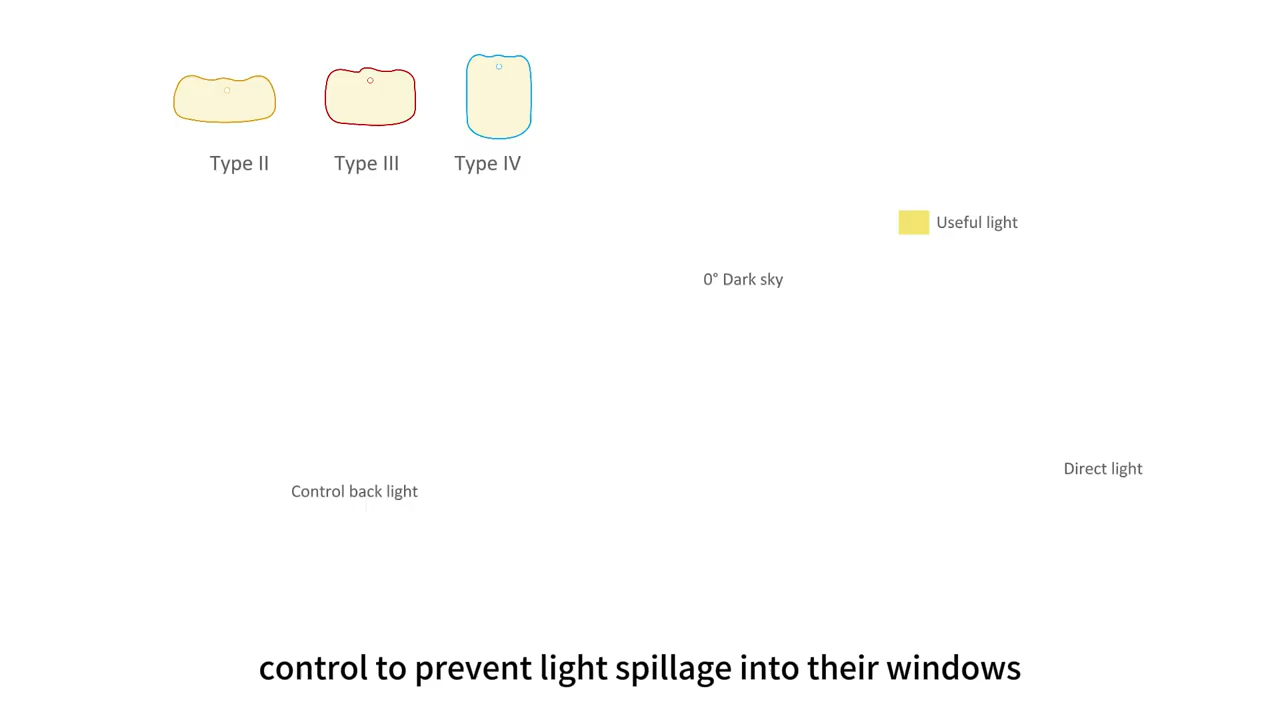 Type II
Type III
Type IV
Useful light
0° Dark sky
Direct light
Control back light
control to prevent light spillage into their windows